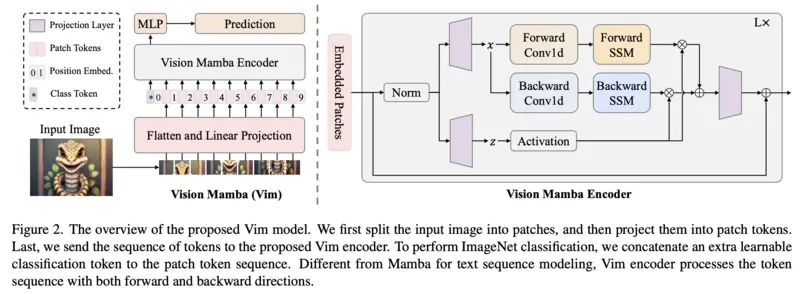 Projection Layer
Patch Tokens
0 1 Position Embed.
* Class Token
Input Image
MLP
Prediction
Vision Mamba Encoder
* 0 1 2 3 4 5 6 7 8 9
Flatten and Linear Projection
Vision Mamba (Vim)
Embedded Patches
L×
Norm
x
Forward Conv1d
Forward SSM
Backward Conv1d
Backward SSM
z
Activation
Vision Mamba Encoder
Figure 2. The overview of the proposed Vim model. We first split the input image into patches, and then project them into patch tokens.
Last, we send the sequence of tokens to the proposed Vim encoder. To perform ImageNet classification, we concatenate an extra learnable
classification token to the patch token sequence. Different from Mamba for text sequence modeling, Vim encoder processes the token
sequence with both forward and backward directions.